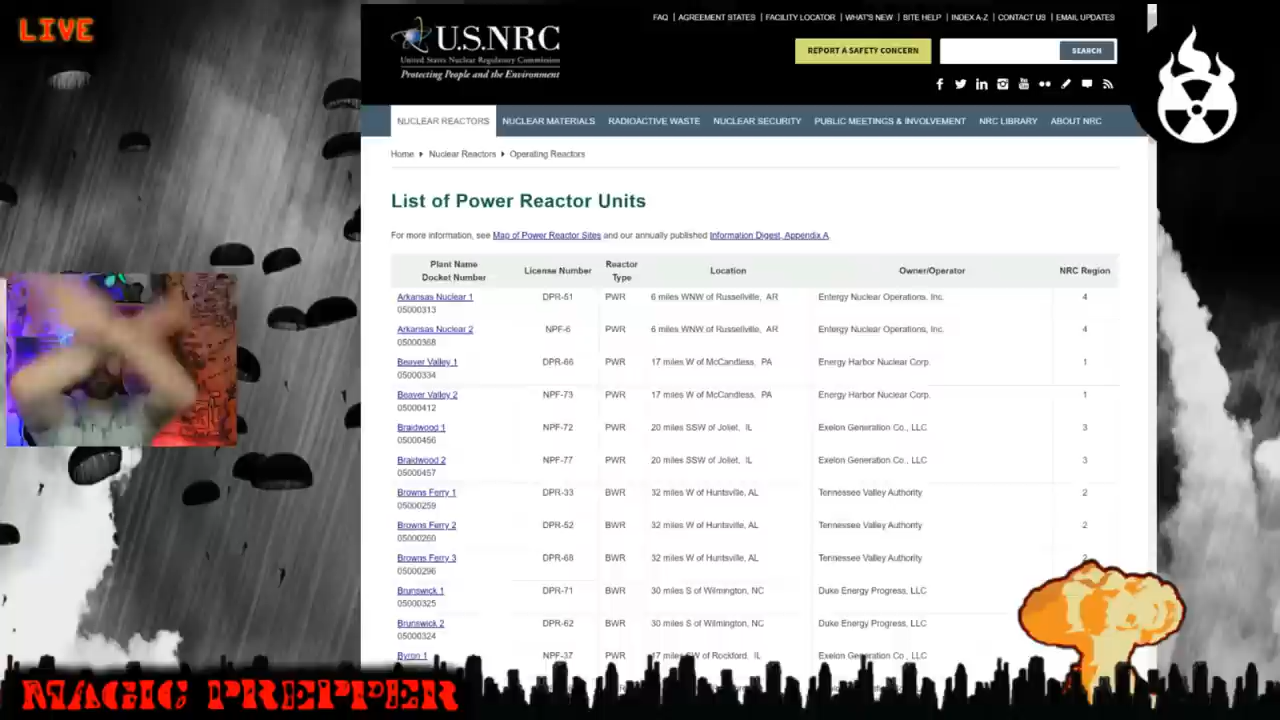 LIVE
FAQ | AGREEMENT STATES | FACILITY LOCATOR | WHAT'S NEW | SITE HELP | INDEX A-Z | CONTACT US | EMAIL UPDATES
U.S.NRC
United States Nuclear Regulatory Commission
Protecting People and the Environment
REPORT A SAFETY CONCERN
SEARCH
NUCLEAR REACTORS NUCLEAR MATERIALS RADIOACTIVE WASTE NUCLEAR SECURITY PUBLIC MEETINGS & INVOLVEMENT NRC LIBRARY ABOUT NRC
Home Nuclear Reactors Operating Reactors
List of Power Reactor Units
For more information, see Map of Power Reactor Sites and our annually published Information Digest, Appendix A.
Plant Name Docket Number License Number Reactor Type Location Owner/Operator NRC Region
Arkansas Nuclear 1 DPR-51 PWR 6 miles WNW of Russellville, AR Entergy Nuclear Operations, Inc. 4
05000313
Arkansas Nuclear 2 NPF-6 PWR 6 miles WNW of Russellville, AR Entergy Nuclear Operations, Inc. 4
05000368
Beaver Valley 1 DPR-66 PWR 17 miles W of McCandless, PA Energy Harbor Nuclear Corp. 1
05000334
Beaver Valley 2 NPF-73 PWR 17 miles W of McCandless, PA Energy Harbor Nuclear Corp. 1
05000412
Braidwood 1 NPF-72 PWR 20 miles SSW of Joliet, IL Exelon Generation Co., LLC 3
05000456
Braidwood 2 NPF-77 PWR 20 miles SSW of Joliet, IL Exelon Generation Co., LLC 3
05000457
Browns Ferry 1 DPR-33 BWR 32 miles W of Huntsville, AL Tennessee Valley Authority 2
05000259
Browns Ferry 2 DPR-52 BWR 32 miles W of Huntsville, AL Tennessee Valley Authority 2
05000260
Browns Ferry 3 DPR-68 BWR 32 miles W of Huntsville, AL Tennessee Valley Authority 2
05000296
Brunswick 1 DPR-71 BWR 30 miles S of Wilmington, NC Duke Energy Progress, LLC
05000325
Brunswick 2 DPR-62 BWR 30 miles S of Wilmington, NC Duke Energy Progress, LLC
05000324
Byron 1 NPF-37 PWR 17 miles SW of Rockford, IL Exelon Generation Co., LLC
MAGIC PREPPER